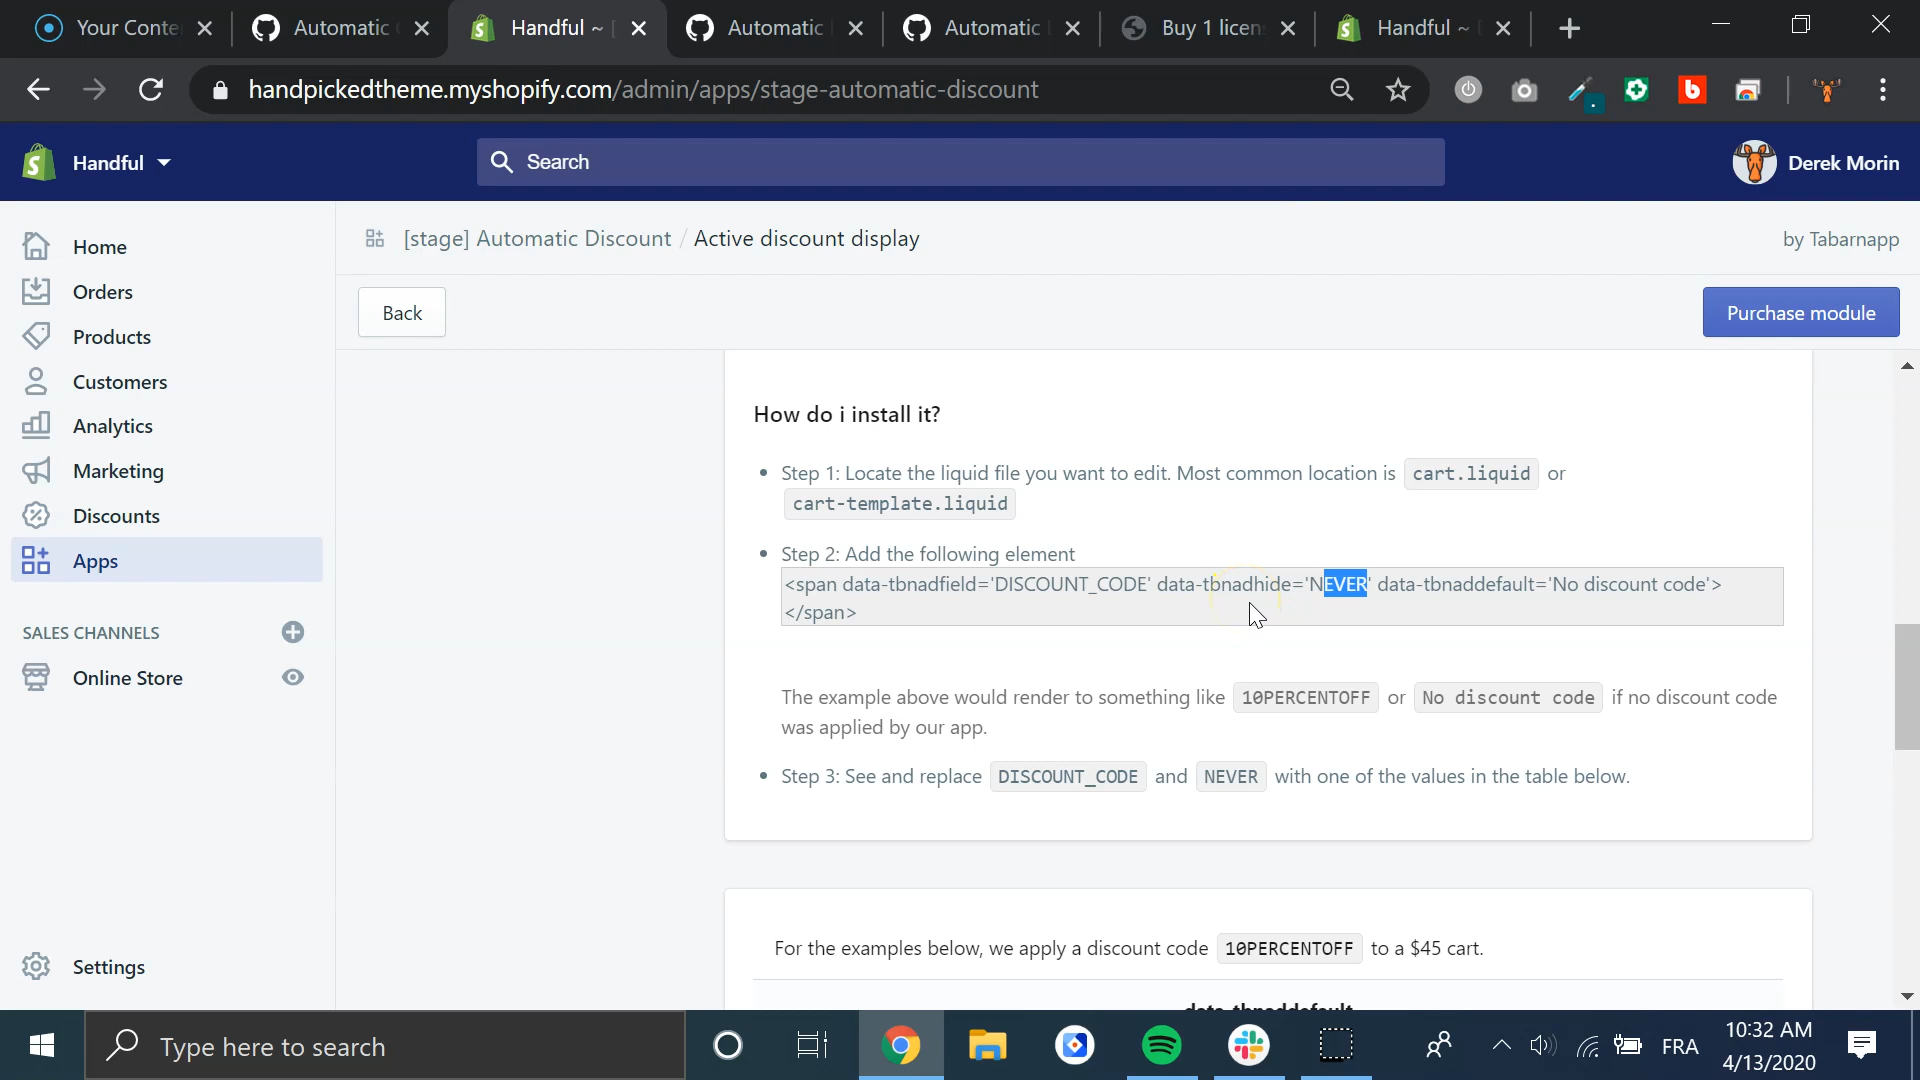 Your Conte
Automatic
Handful ~
Automatic
Automatic
Buy 1 licen
Handful ~
handpickedtheme.myshopify.com/admin/apps/stage-automatic-discount
Handful
Search
Derek Morin
Home
Orders
Products
Customers
Analytics
Marketing
Discounts
Apps
SALES CHANNELS
Online Store
Settings
[stage] Automatic Discount / Active discount display
by Tabarnapp
Back
Purchase module
How do i install it?
Step 1: Locate the liquid file you want to edit. Most common location is cart.liquid or
cart-template.liquid
Step 2: Add the following element
<span data-tbnadfield='DISCOUNT_CODE' data-tbnadhide='NEVER' data-tbnaddefault='No discount code'>
</span>
The example above would render to something like 10PERCENTOFF or No discount code if no discount code
was applied by our app.
Step 3: See and replace DISCOUNT_CODE and NEVER with one of the values in the table below.
For the examples below, we apply a discount code 10PERCENTOFF to a $45 cart.
data-tbnaddefault
Type here to search
FRA
10:32 AM
4/13/2020